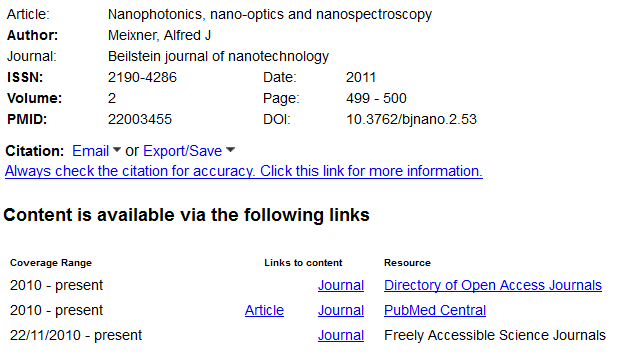 Article: Nanophotonics, nano-optics and nanospectroscopy
Author: Meixner, Alfred J
Journal: Beilstein journal of nanotechnology
ISSN: 2190-4286 Date: 2011
Volume: 2 Page: 499 - 500
PMID: 22003455 DOI: 10.3762/bjnano.2.53
Citation: Email or Export/Save
Always check the citation for accuracy. Click this link for more information.
Content is available via the following links
Coverage Range Links to content Resource
2010 - present Journal Directory of Open Access Journals
2010 - present Article Journal PubMed Central
22/11/2010 - present Journal Freely Accessible Science Journals